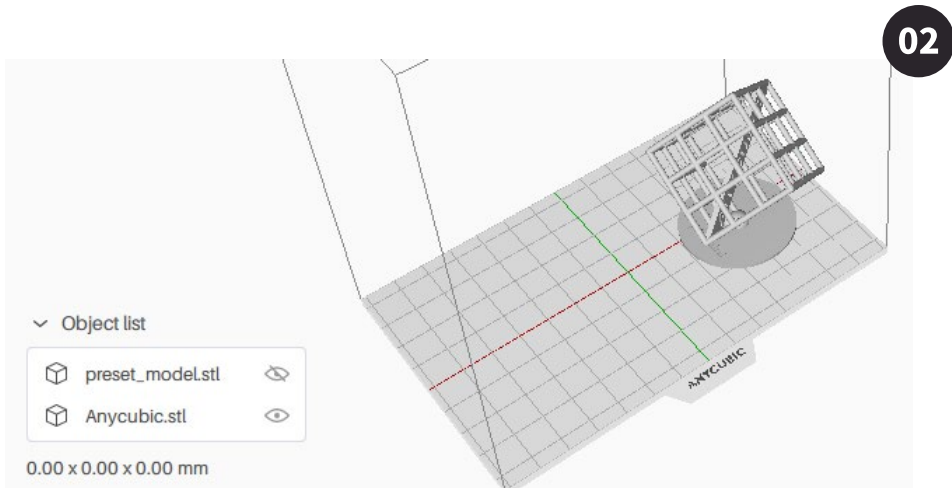 02
Object list
preset_model.stl
Anycubic.stl
0.00 x 0.00 x 0.00 mm
ANYCUBIC